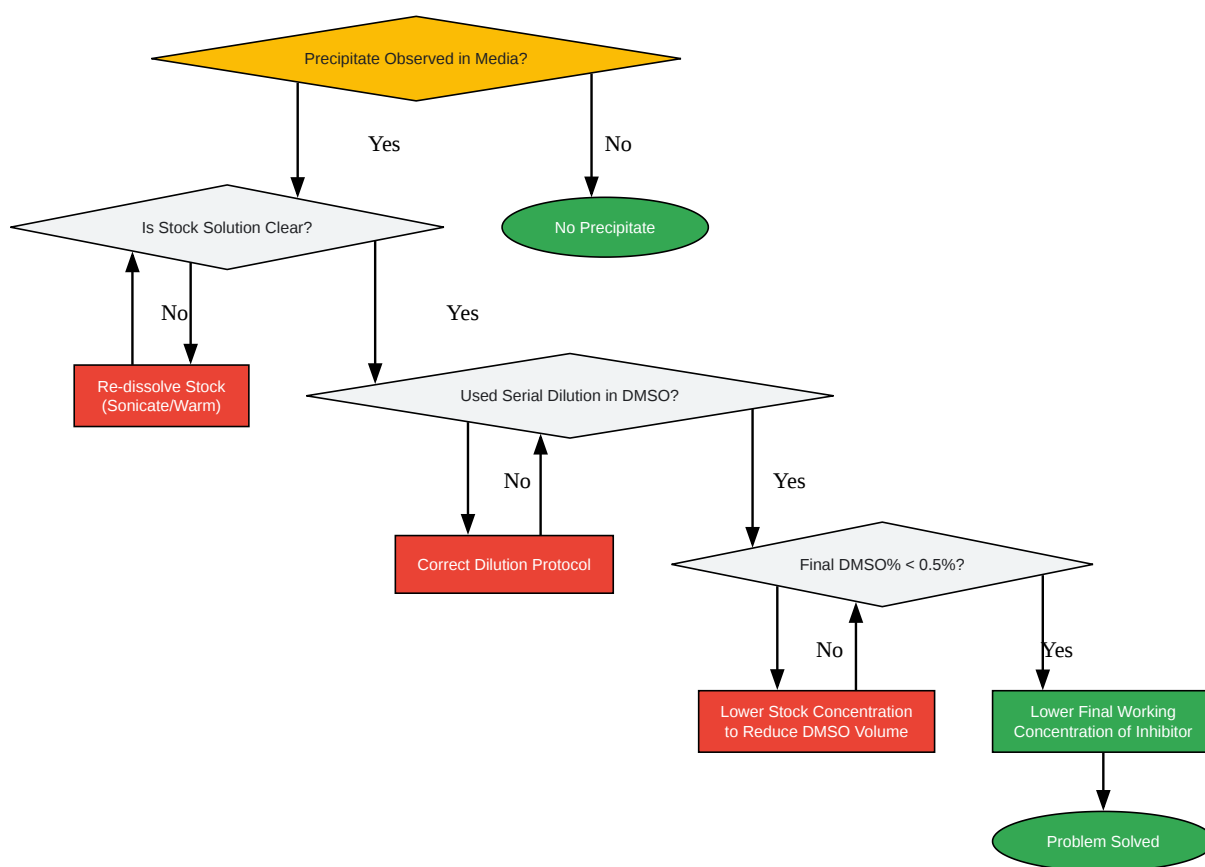 Precipitate Observed in Media?
Yes
No
Is Stock Solution Clear?
No Precipitate
No
Yes
Re-dissolve Stock
(Sonicate/Warm)
Used Serial Dilution in DMSO?
No
Yes
Correct Dilution Protocol
Final DMSO% < 0.5%?
No
Yes
Lower Stock Concentration
to Reduce DMSO Volume
Lower Final Working
Concentration of Inhibitor
Problem Solved